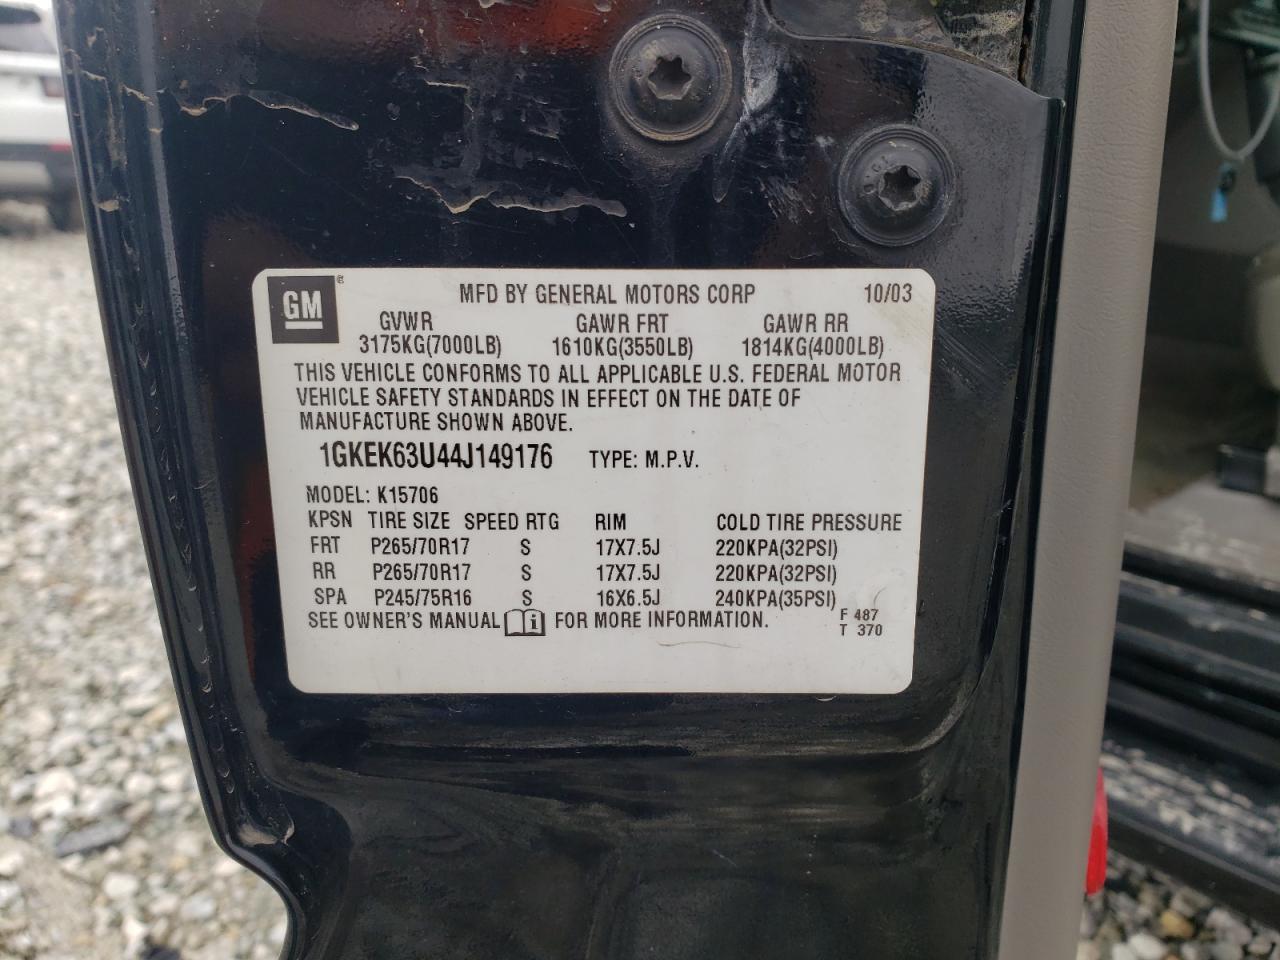 GM ® MFD BY GENERAL MOTORS CORP 10/03
GVWR GAWR FRT GAWR RR
3175KG(7000LB) 1610KG(3550LB) 1814KG(4000LB)
THIS VEHICLE CONFORMS TO ALL APPLICABLE U.S. FEDERAL MOTOR
VEHICLE SAFETY STANDARDS IN EFFECT ON THE DATE OF
MANUFACTURE SHOWN ABOVE.
1GKEK63U44J149176 TYPE: M.P.V.
MODEL: K15706
KPSN TIRE SIZE SPEED RTG RIM COLD TIRE PRESSURE
FRT P265/70R17 S 17X7.5J 220KPA(32PSI)
RR P265/70R17 S 17X7.5J 220KPA(32PSI)
SPA P245/75R16 S 16X6.5J 240KPA(35PSI)
SEE OWNER'S MANUAL i FOR MORE INFORMATION.
F 487
T 370